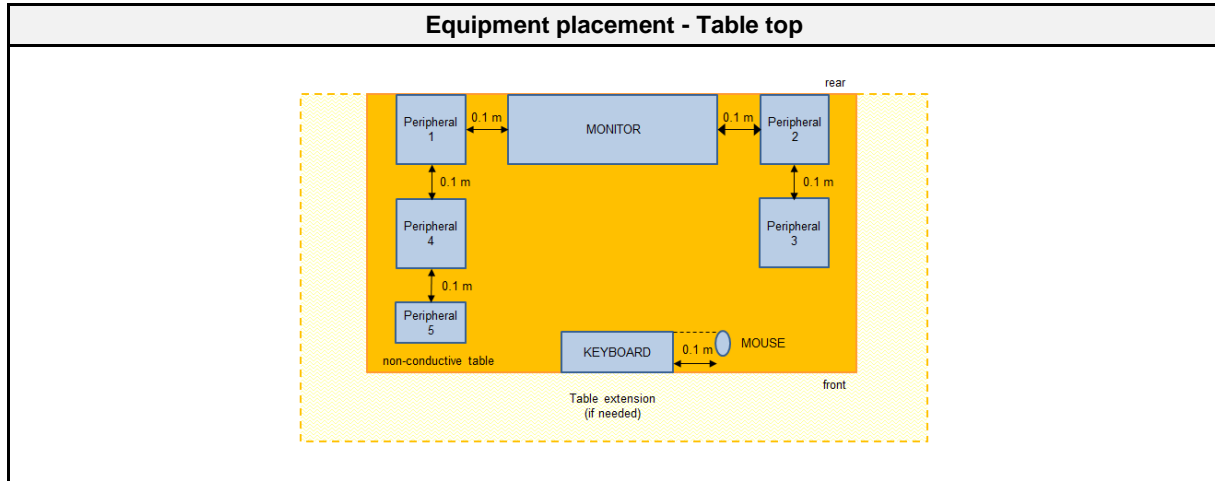 Equipment placement - Table top
rear
Peripheral
1
0.1 m
MONITOR
0.1 m
Peripheral
2
0.1 m
0.1 m
Peripheral
4
Peripheral
3
0.1 m
Peripheral
5
KEYBOARD
0.1 m
MOUSE
non-conductive table
front
Table extension
(if needed)